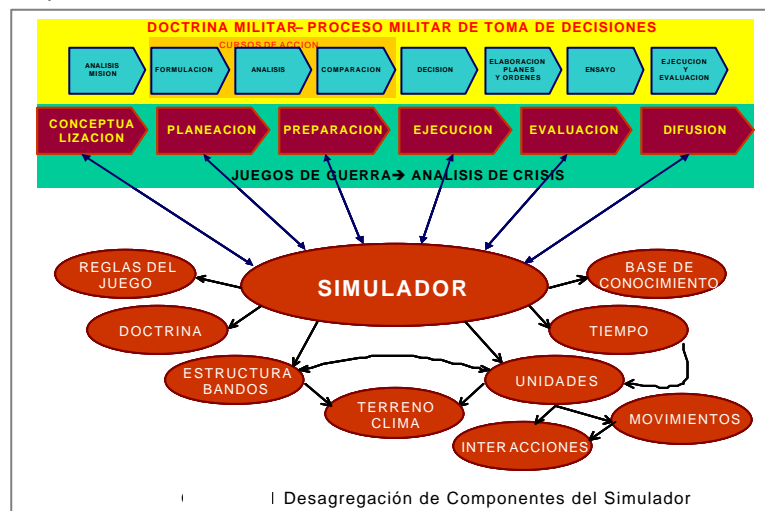 DOCTRINA MILITAR– PROCESO MILITAR DE TOMA DE DECISIONES
CURSOS DE ACCION
ANALISIS
MISION
FORMULACION
ANALISIS
COMPARACION
DECISION
ELABORACION
PLANES
Y ORDENES
ENSAYO
EJECUCION
Y
EVALUACION
CONCEPTUA
LIZACION
PLANEACION
PREPARACION
EJECUCION
EVALUACION
DIFUSION
JUEGOS DE GUERRA➔ ANALISIS DE CRISIS
SIMULADOR
REGLAS DEL
JUEGO
BASE DE
CONOCIMIENTO
DOCTRINA
TIEMPO
ESTRUCTURA
BANDOS
UNIDADES
TERRENO
CLIMA
MOVIMIENTOS
INTERACCIONES
Desagregación de Componentes del Simulador